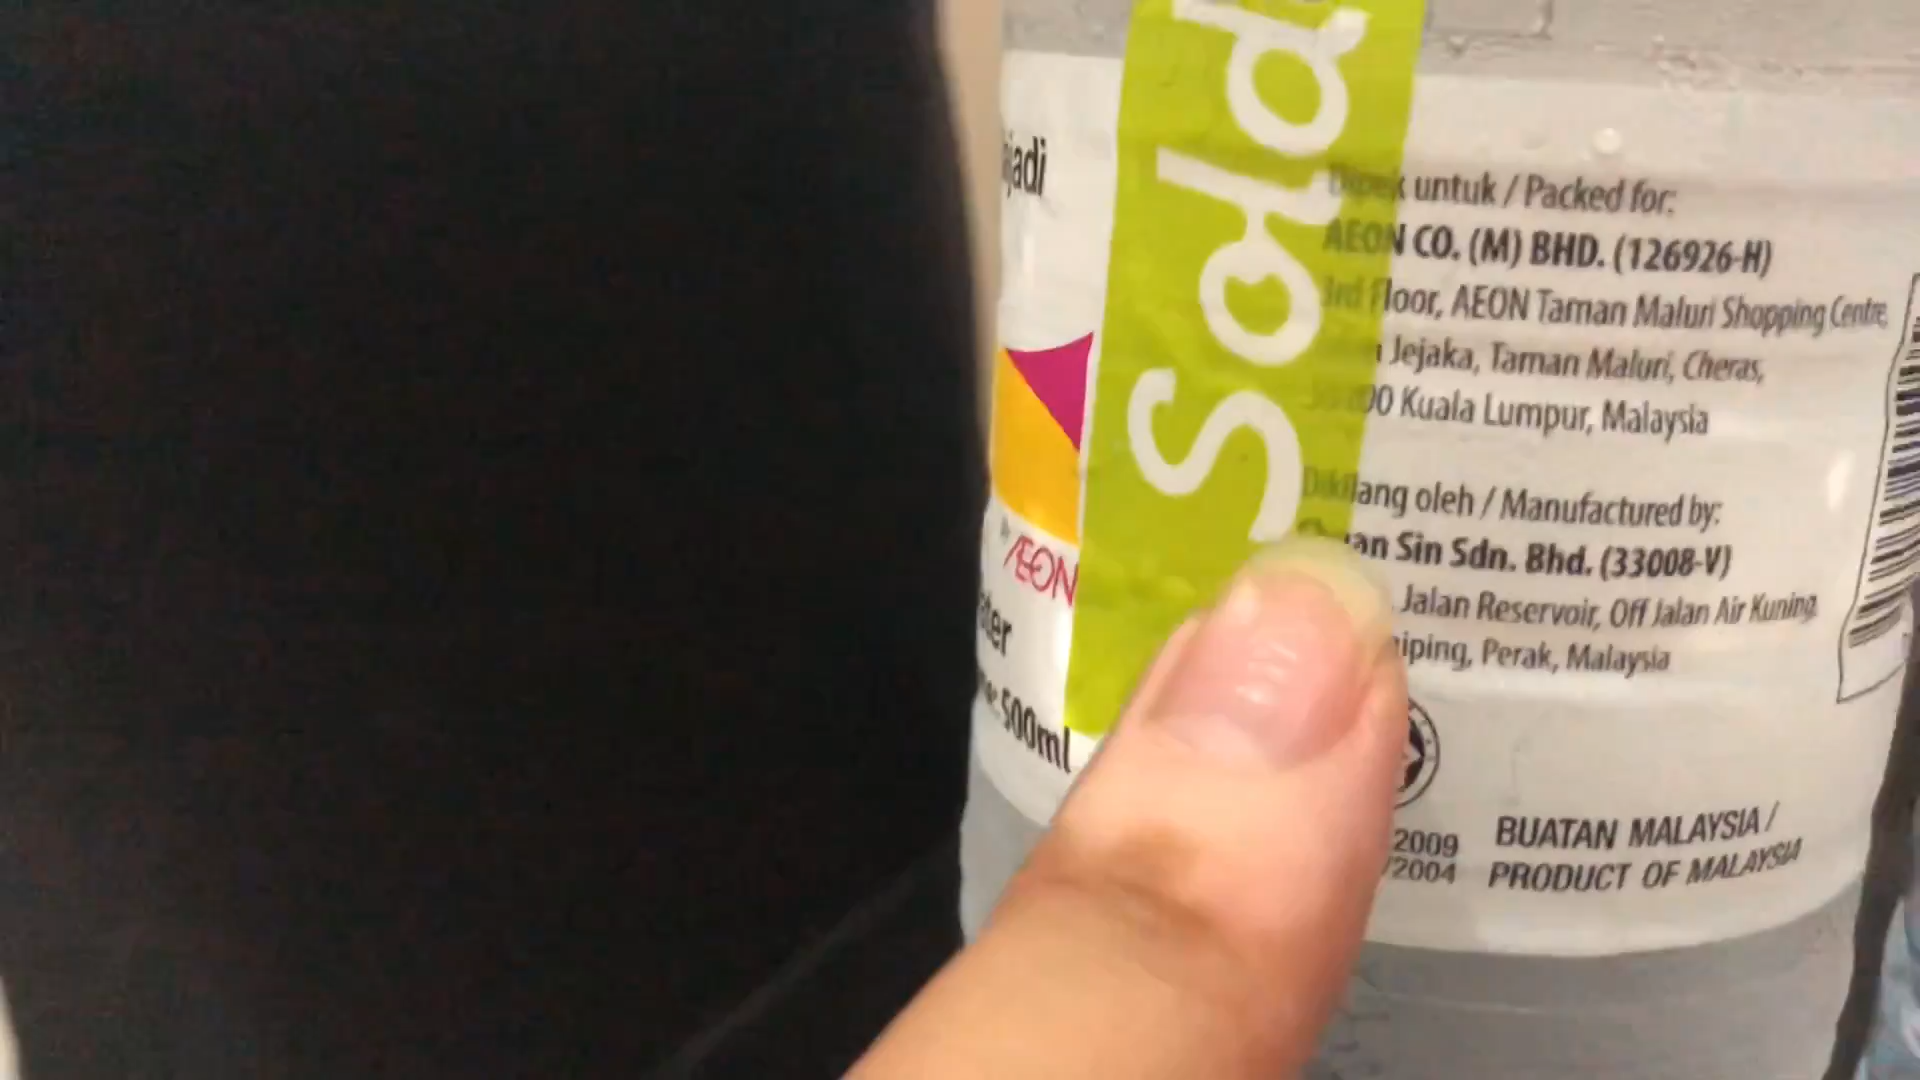 Sold
untuk / Packed for:
AEON CO. (M) BHD. (126926-H)
3rd Floor, AEON Taman Maluri Shopping Centre,
Jejaka, Taman Maluri, Cheras,
Kuala Lumpur, Malaysia
Dikilang oleh / Manufactured by:
Sin Sdn. Bhd. (33008-V)
Jalan Reservoir, Off Jalan Air Kuning,
Perak, Malaysia
AEON
500ml
2009
/2004
BUATAN MALAYSIA /
PRODUCT OF MALAYSIA